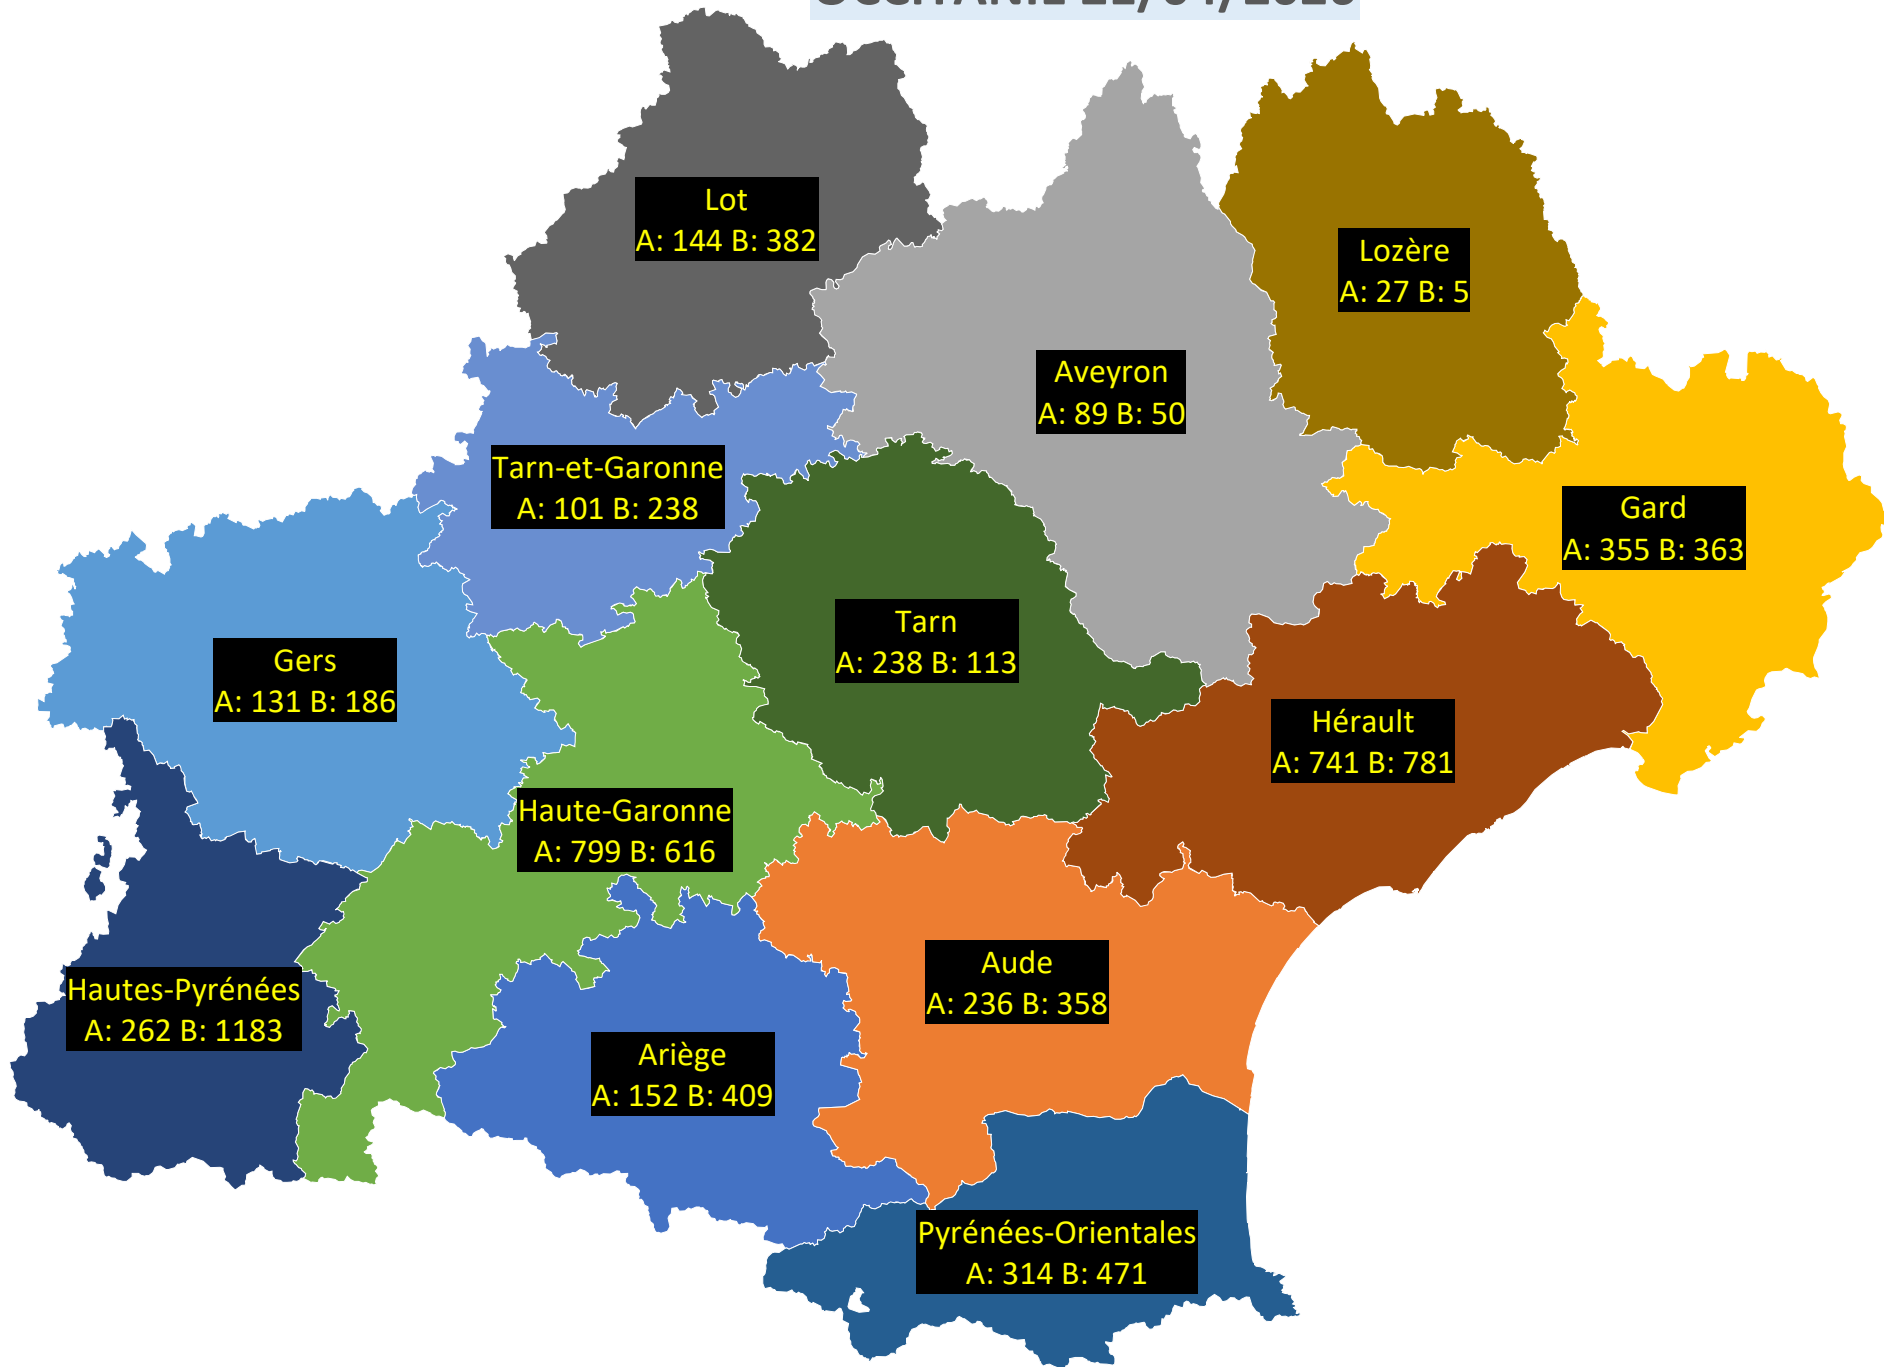 OCCITANIE
Lot
A: 144 B: 382
Lozère
A: 27 B: 5
Aveyron
A: 89 B: 50
Tarn-et-Garonne
A: 101 B: 238
Gard
A: 355 B: 363
Tarn
A: 238 B: 113
Gers
A: 131 B: 186
Hérault
A: 741 B: 781
Haute-Garonne
A: 799 B: 616
Aude
A: 236 B: 358
Hautes-Pyrénées
A: 262 B: 1183
Ariège
A: 152 B: 409
Pyrénées-Orientales
A: 314 B: 471